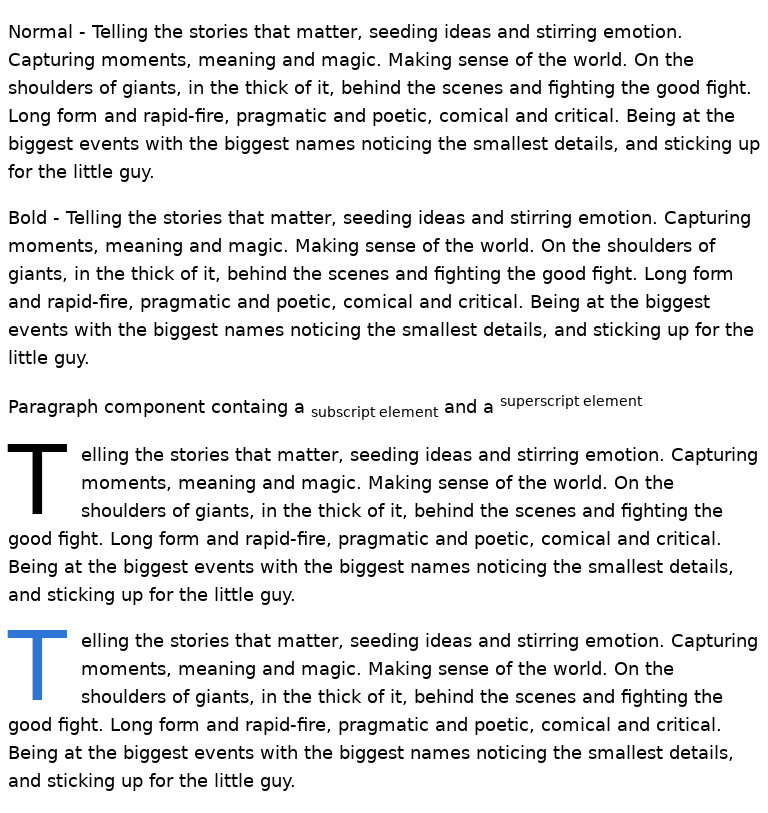 Normal - Telling the stories that matter, seeding ideas and stirring emotion.
Capturing moments, meaning and magic. Making sense of the world. On the
shoulders of giants, in the thick of it, behind the scenes and fighting the good fight.
Long form and rapid-fire, pragmatic and poetic, comical and critical. Being at the
biggest events with the biggest names noticing the smallest details, and sticking up
for the little guy.
Bold - Telling the stories that matter, seeding ideas and stirring emotion. Capturing
moments, meaning and magic. Making sense of the world. On the shoulders of
giants, in the thick of it, behind the scenes and fighting the good fight. Long form
and rapid-fire, pragmatic and poetic, comical and critical. Being at the biggest
events with the biggest names noticing the smallest details, and sticking up for the
little guy.
Paragraph component containg a subscript element and a superscript element
Telling the stories that matter, seeding ideas and stirring emotion. Capturing
moments, meaning and magic. Making sense of the world. On the
shoulders of giants, in the thick of it, behind the scenes and fighting the
good fight. Long form and rapid-fire, pragmatic and poetic, comical and critical.
Being at the biggest events with the biggest names noticing the smallest details,
and sticking up for the little guy.
Telling the stories that matter, seeding ideas and stirring emotion. Capturing
moments, meaning and magic. Making sense of the world. On the
shoulders of giants, in the thick of it, behind the scenes and fighting the
good fight. Long form and rapid-fire, pragmatic and poetic, comical and critical.
Being at the biggest events with the biggest names noticing the smallest details,
and sticking up for the little guy.